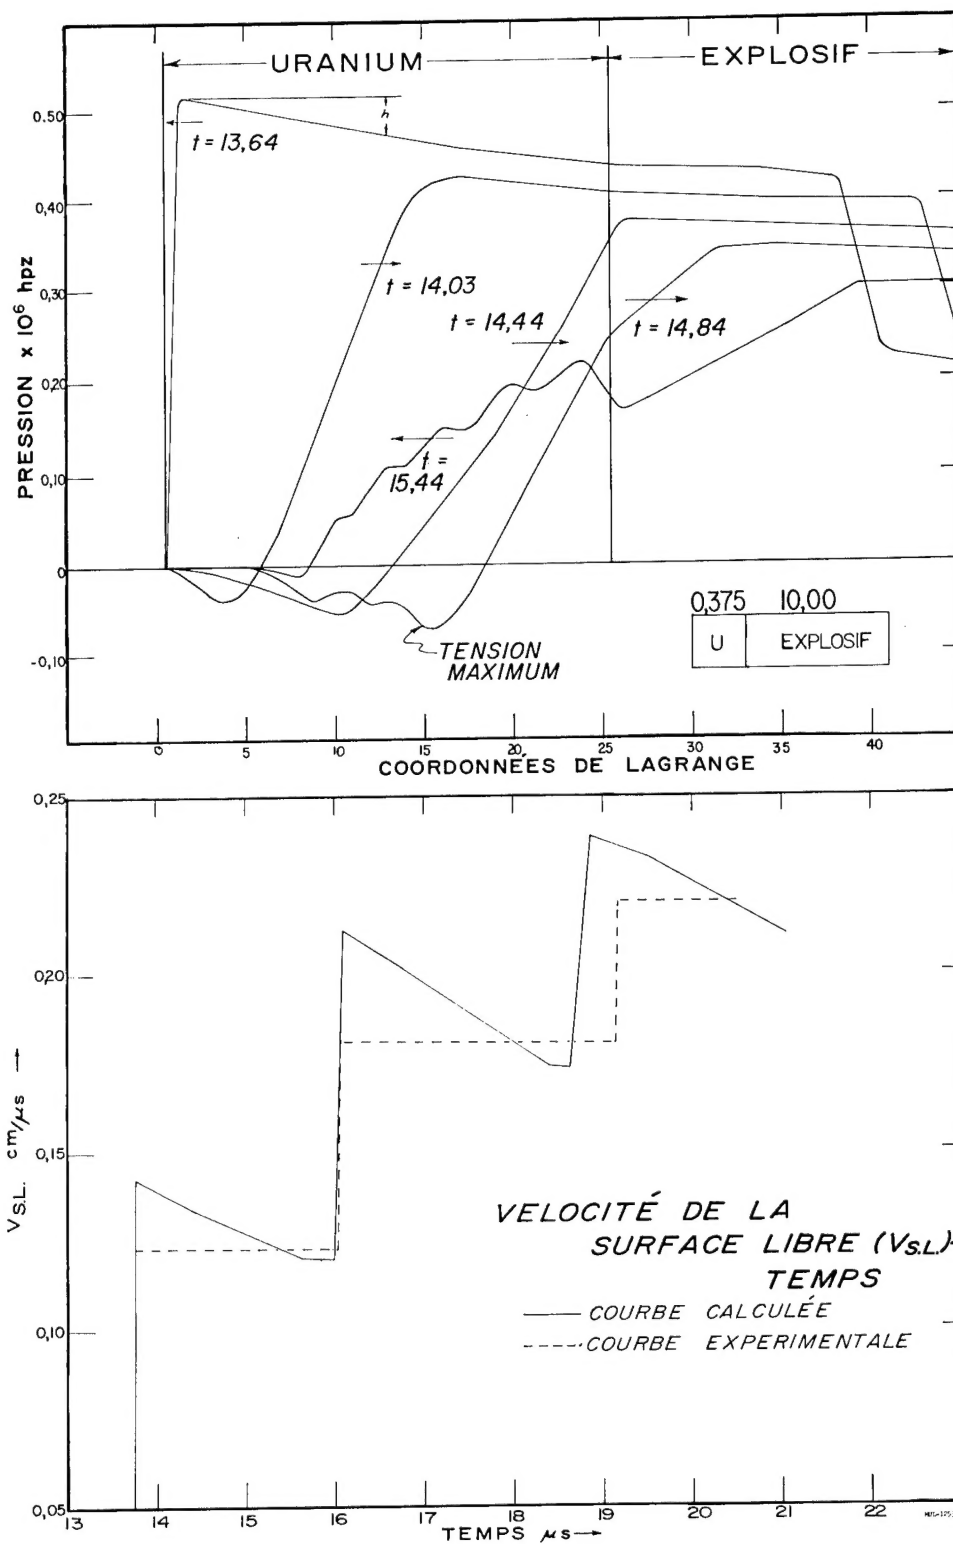 URANIUM EXPLOSIF
0.50
h
t = 13,64
0,40
t = 14,03
0,30
t = 14,44
t = 14,84
0,20
t =
15,44
0,10
0
-0,10
PRESSION x 10⁶ hpz
0,375 10,00
U EXPLOSIF
TENSION
MAXIMUM
0 5 10 15 20 25 30 35 40
COORDONNÉES DE LAGRANGE
0,25
0,20
0,15
0,10
0,05
V S.L. cm/μs
VELOCITÉ DE LA
SURFACE LIBRE (VS.L.)-
TEMPS
COURBE CALCULÉE
COURBE EXPERIMENTALE
13 14 15 16 17 18 19 20 21 22
TEMPS μs